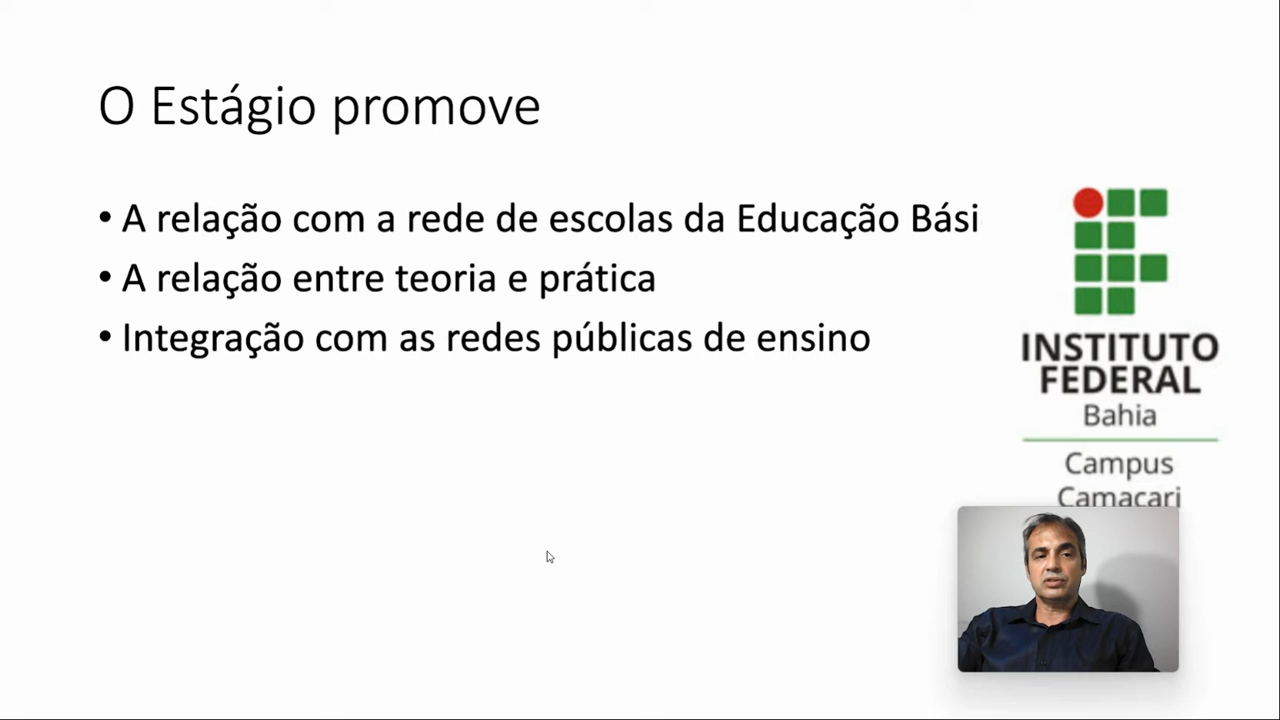 O Estágio promove
• A relação com a rede de escolas da Educação Bási
• A relação entre teoria e prática
• Integração com as redes públicas de ensino
INSTITUTO
FEDERAL
Bahia
Campus
Camaçari